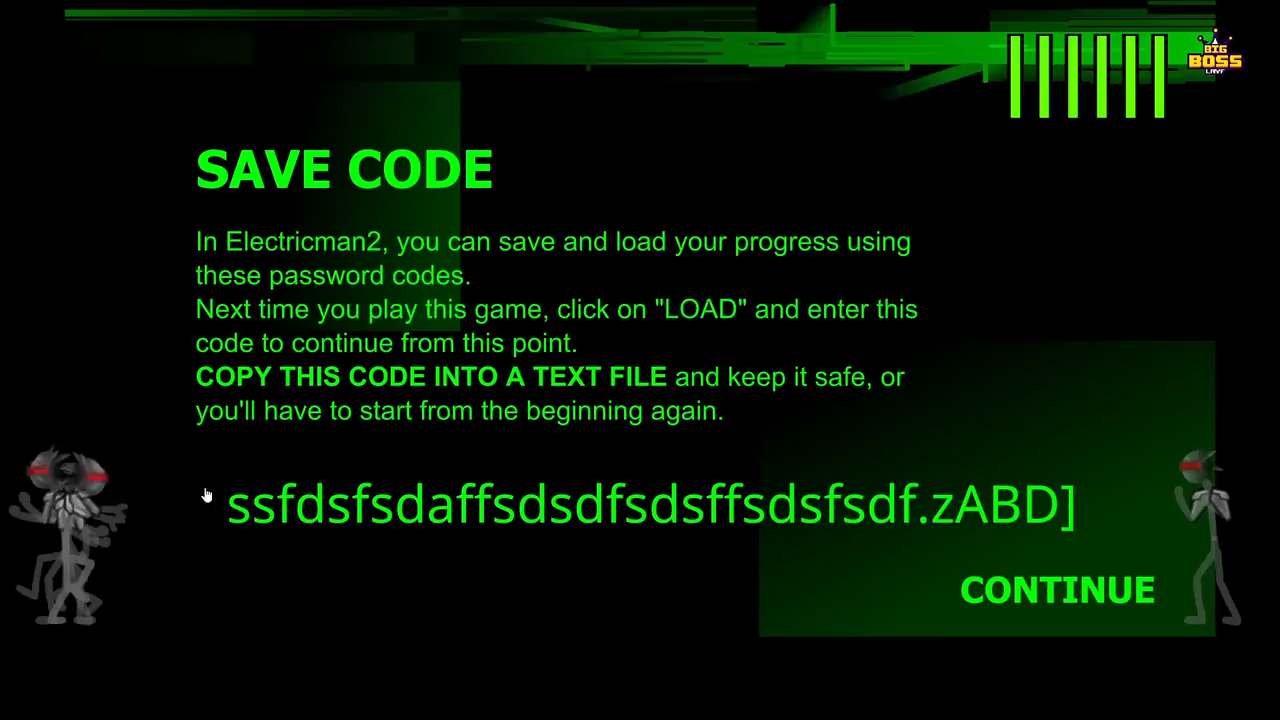 BIG
BOSS
SAVE CODE
In Electricman2, you can save and load your progress using
these password codes.
Next time you play this game, click on "LOAD" and enter this
code to continue from this point.
COPY THIS CODE INTO A TEXT FILE and keep it safe, or
you'll have to start from the beginning again.
ssfdsfsdaffsdsdfsdsffsdsfsdf.zABD]
CONTINUE